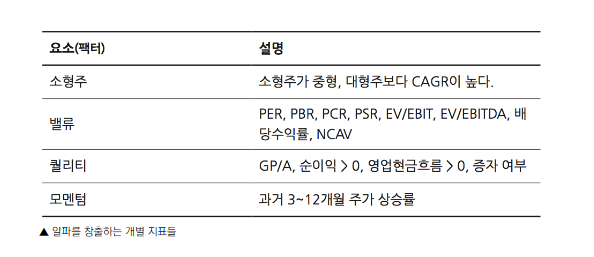 요소(팩터) 설명
소형주 소형주가 중형, 대형주보다 CAGR이 높다.
밸류 PER, PBR, PCR, PSR, EV/EBIT, EV/EBITDA, 배
당수익률, NCAV
퀄리티 GP/A, 순이익 > 0, 영업현금흐름 > 0, 증자 여부
모멘텀 과거 3~12개월 주가 상승률
▲ 알파를 창출하는 개별 지표들